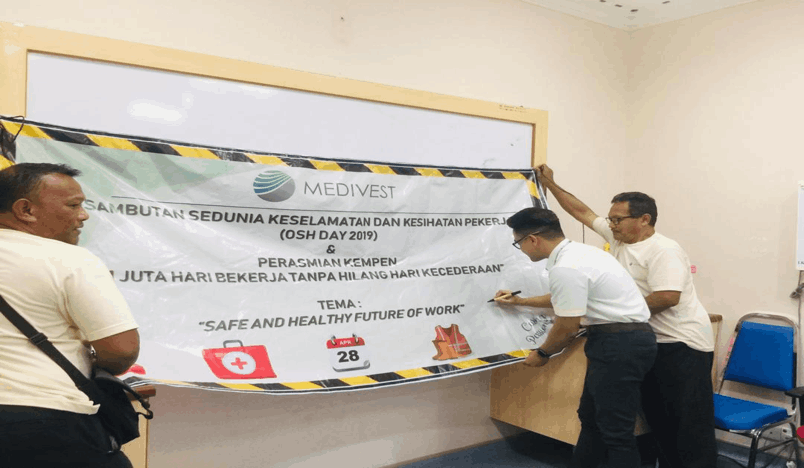 MEDIVEST
SAMBUTAN SEDUNIA KESELAMATAN DAN KESIHATAN PEKERJ
(OSH DAY 2019)
&
PERASMIAN KEMPEN
JUTA HARI BEKERJA TANPA HILANG HARI KECEDERAAN"
TEMA :
"SAFE AND HEALTHY FUTURE OF WORK"
APR
28